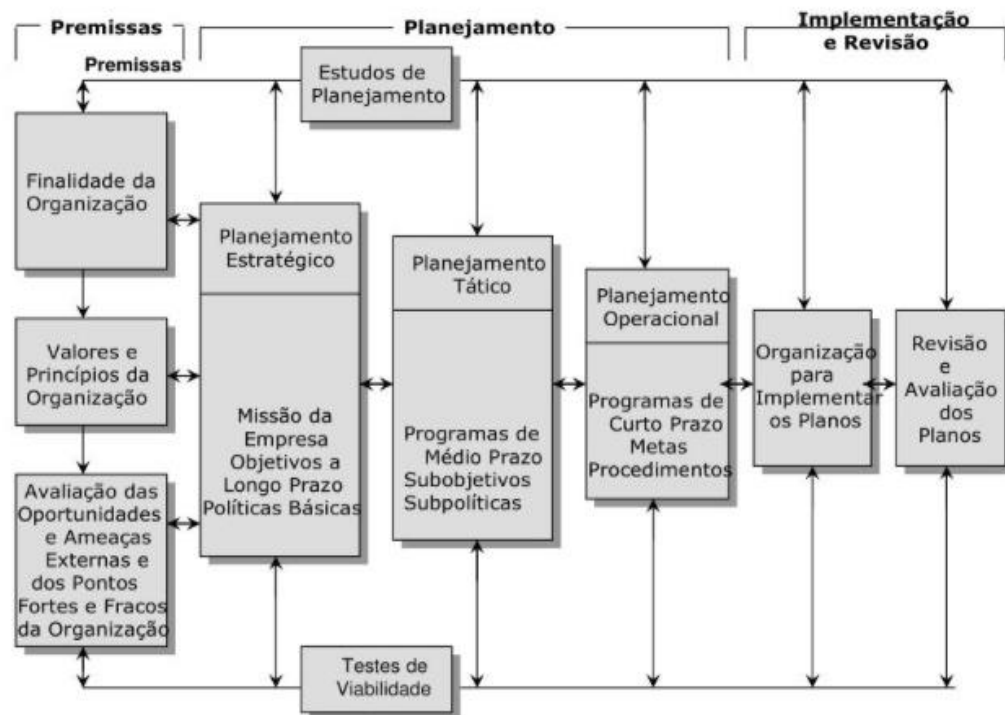 Premissas
Planejamento
Implementação
e Revisão
Premissas
Estudos de
Planejamento
Finalidade da
Organização
Valores e
Princípios da
Organização
Avaliação das
Oportunidades
e Ameaças
Externas e
dos Pontos
Fortes e Fracos
da Organização
Planejamento
Estratégico
Missão da
Empresa
Objetivos a
Longo Prazo
Políticas Básicas
Planejamento
Tático
Programas de
Médio Prazo
Subobjetivos
Subpolíticas
Planejamento
Operacional
Programas de
Curto Prazo
Metas
Procedimentos
Organização
para
Implementar
os Planos
Revisão
e
Avaliação
dos
Planos
Testes de
Viabilidade